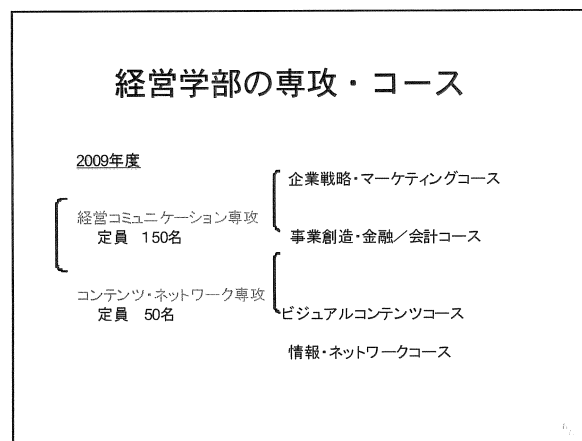 経営学部の専攻・コース
2009年度
経営コミュニケーション専攻
定員　150名
コンテンツ・ネットワーク専攻
定員　50名
企業戦略・マーケティングコース
事業創造・金融／会計コース
ビジュアルコンテンツコース
情報・ネットワークコース